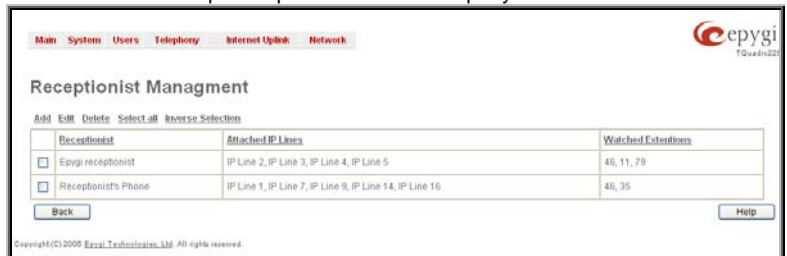 Main System Users Telephony Internet Uplink Network
epygi
Receptionist Managment
Add Edit Delete Select all Inverse Selection
Receptionist Attached IP Lines Watched Extentions
Epygi receptionist IP Line 2, IP Line 3, IP Line 4, IP Line 5 46, 11, 79
Receptionist's Phone IP Line 1, IP Line 7, IP Line 9, IP Line 14, IP Line 16 46, 35
Back Help
Copyright (C) 2006 Epygi Technologies, Ltd. All rights reserved.